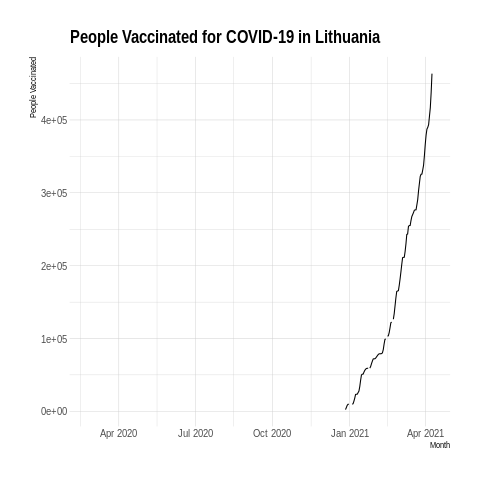 People Vaccinated for COVID-19 in Lithuania
People Vaccinated
4e+05
3e+05
2e+05
1e+05
0e+00
Apr 2020 Jul 2020 Oct 2020 Jan 2021 Apr 2021
Month